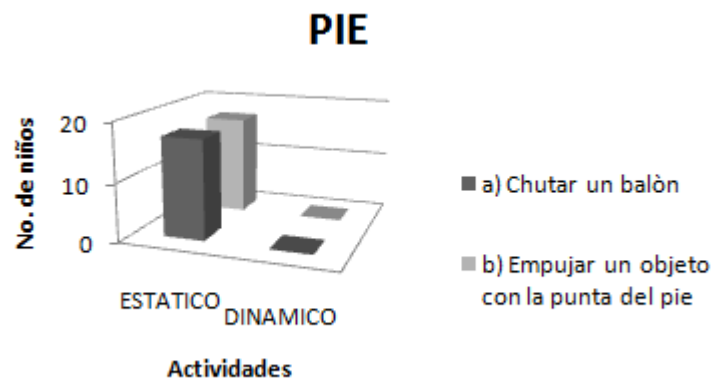 PIE
No. de niños
20
10
0
ESTATICO
DINAMICO
Actividades
a) Chutar un balòn
b) Empujar un objeto
con la punta del pie